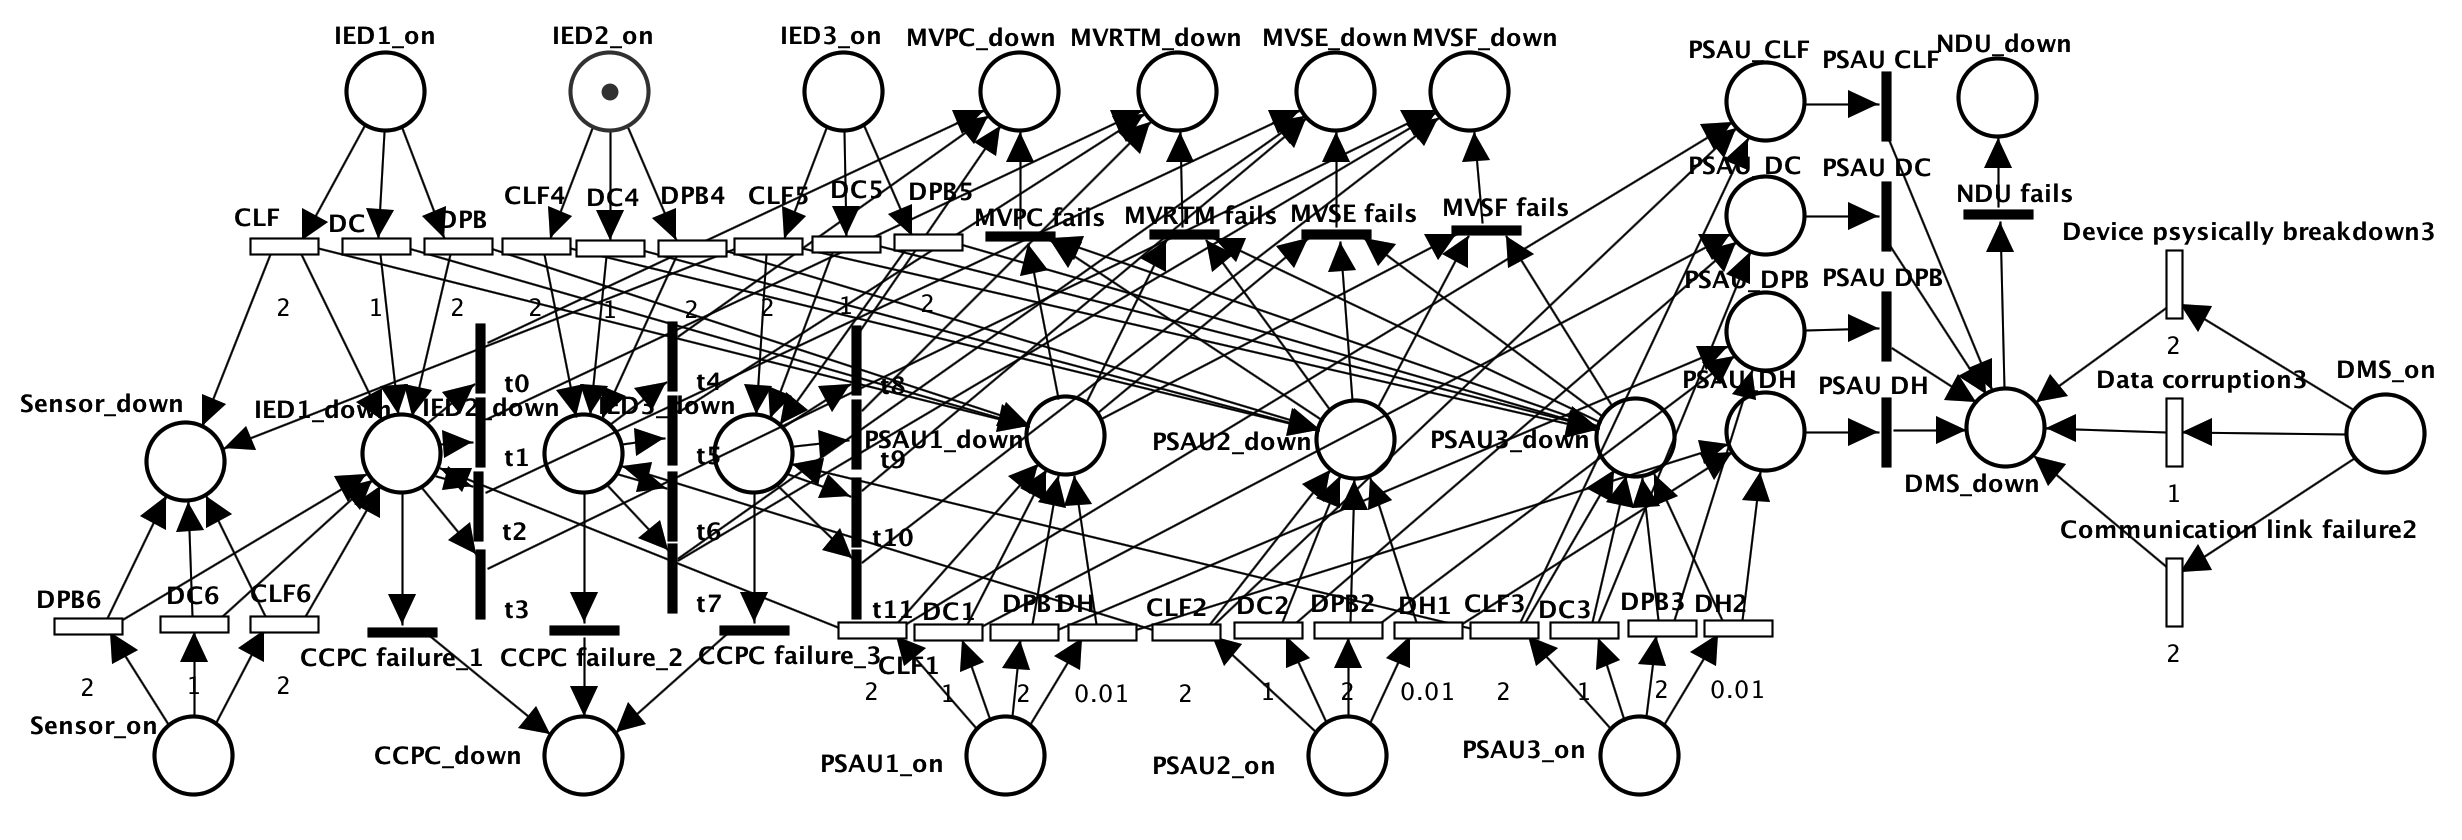 IED1_on
IED2_on
IED3_on
MVPC_down
MVRTM_down
MVSE_down
MVSF_down
PSAU_CLF
PSAU CLF
NDU_down
PSAU_DC
PSAU DC
NDU fails
CLF
DC
DPB
CLF4
DC4
DPB4
CLF5
DC5
DPB5
MVPC fails
MVRTM fails
MVSE fails
MVSF fails
Device psysically breakdown3
PSAU_DPB
PSAU DPB
2
1
2
2
1
2
2
1
2
2
Sensor_down
IED1_down
t0
IED2_down
t4
IED3_down
t8
PSAU_DH
PSAU DH
Data corruption3
DMS_on
PSAU1_down
PSAU2_down
PSAU3_down
t1
t5
t9
DMS_down
1
t2
t6
t10
Communication link failure2
DPB6
DC6
CLF6
t3
t7
t11
DC1
DPB1
DH
CLF2
DC2
DPB2
DH1
CLF3
DC3
DPB3
DH2
CCPC failure_1
CCPC failure_2
CCPC failure_3
CLF1
2
2
1
2
2
1
2
0.01
2
1
2
0.01
2
1
2
0.01
Sensor_on
CCPC_down
PSAU1_on
PSAU2_on
PSAU3_on